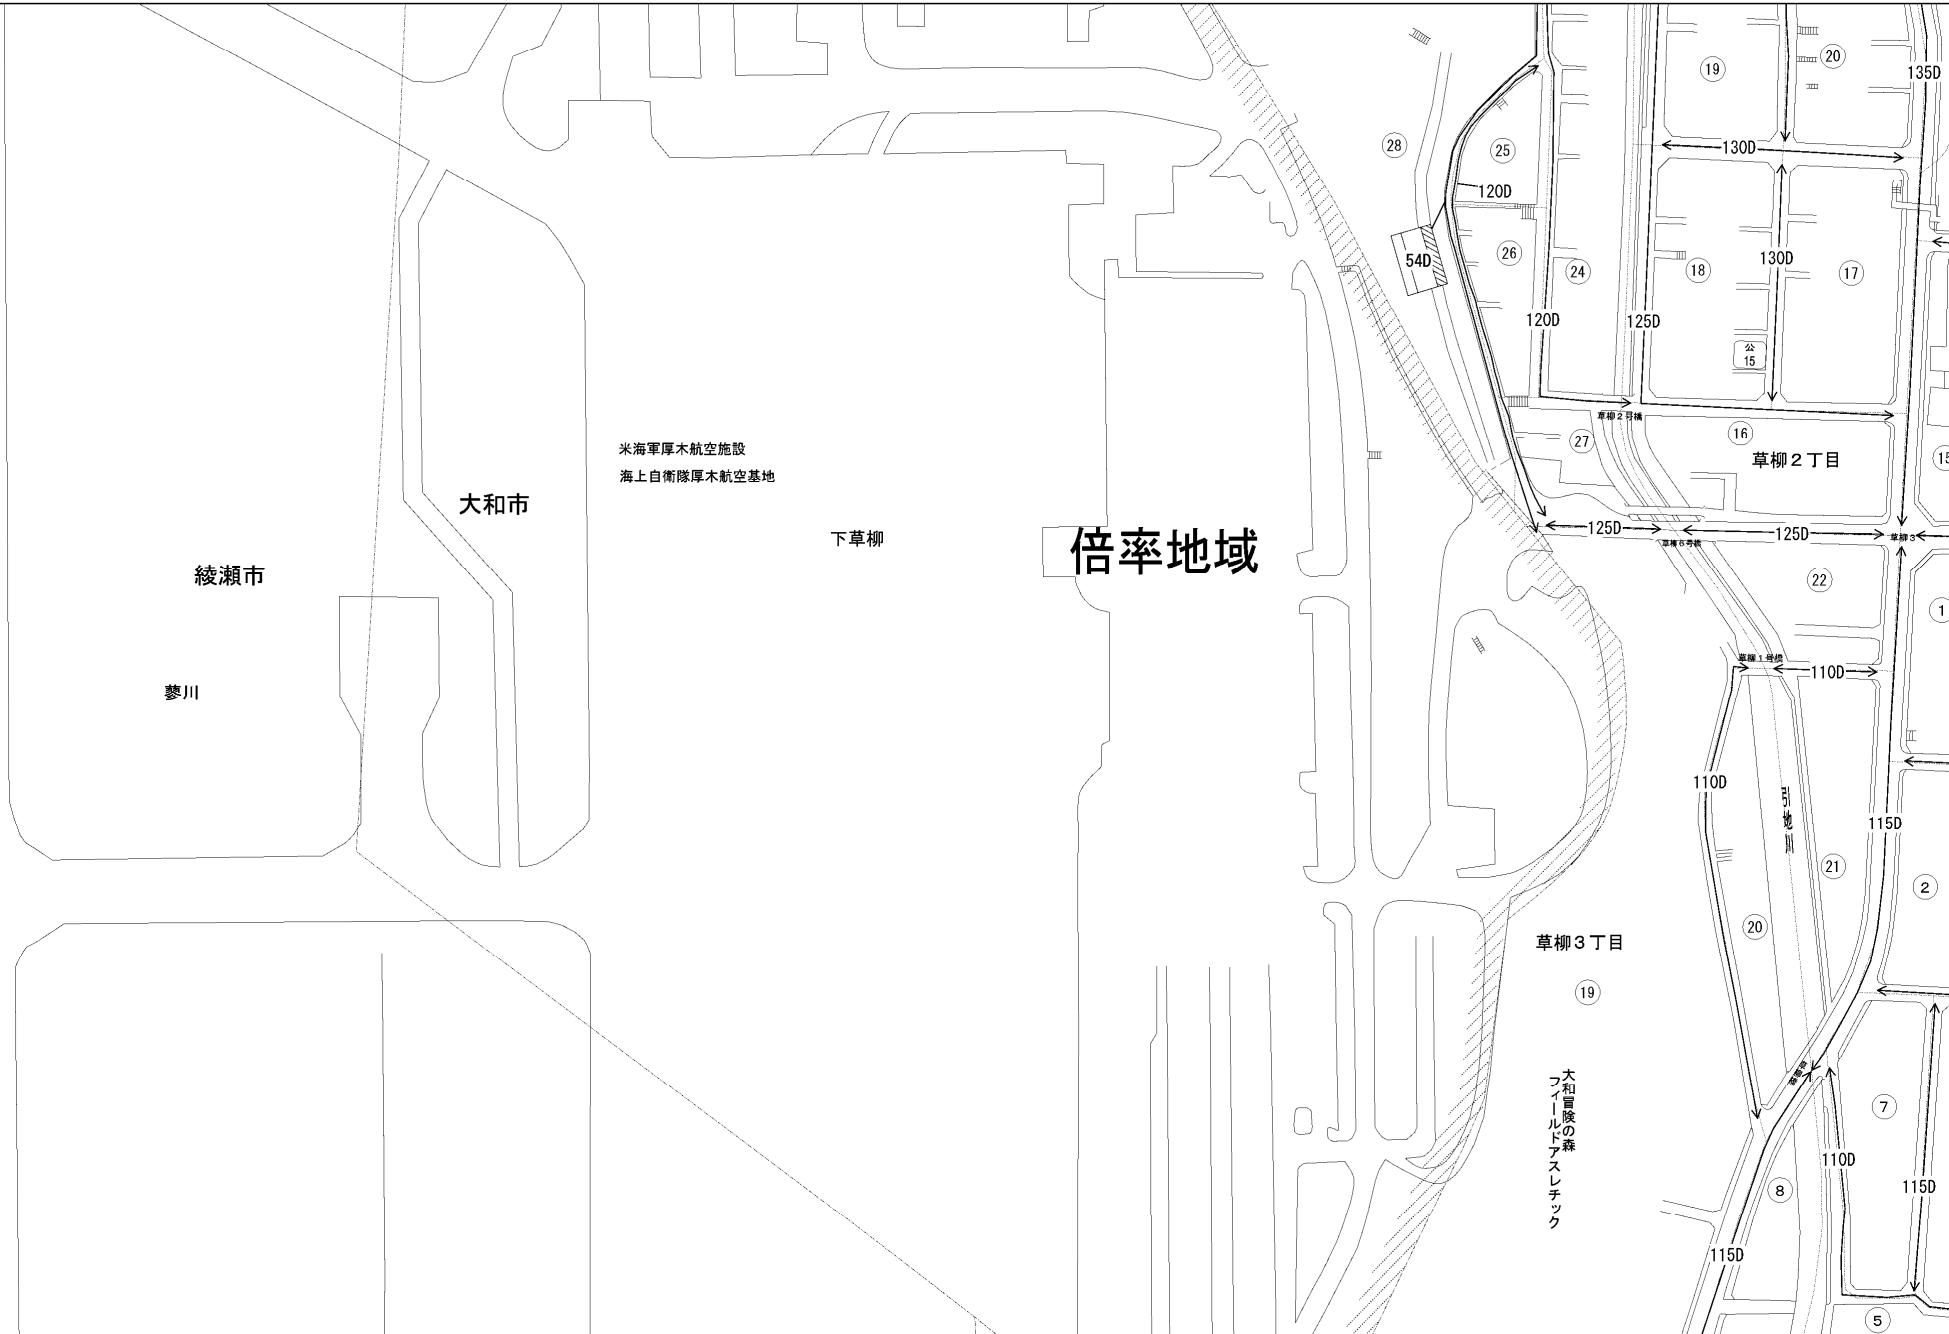 19
20
135D
28
25
130D
120D
54D
26
24
18
130D
17
120D
125D
公
15
草柳２号橋
27
16
草柳２丁目
15
米海軍厚木航空施設
海上自衛隊厚木航空基地
大和市
下草柳
倍率地域
125D
125D
草柳６号橋
草柳３
綾瀬市
22
1
蓼川
草柳１号橋
110D
110D
引地川
115D
21
2
20
草柳３丁目
19
草柳橋
大和冒険の森
フィールドアスレチック
7
110D
8
115D
115D
5